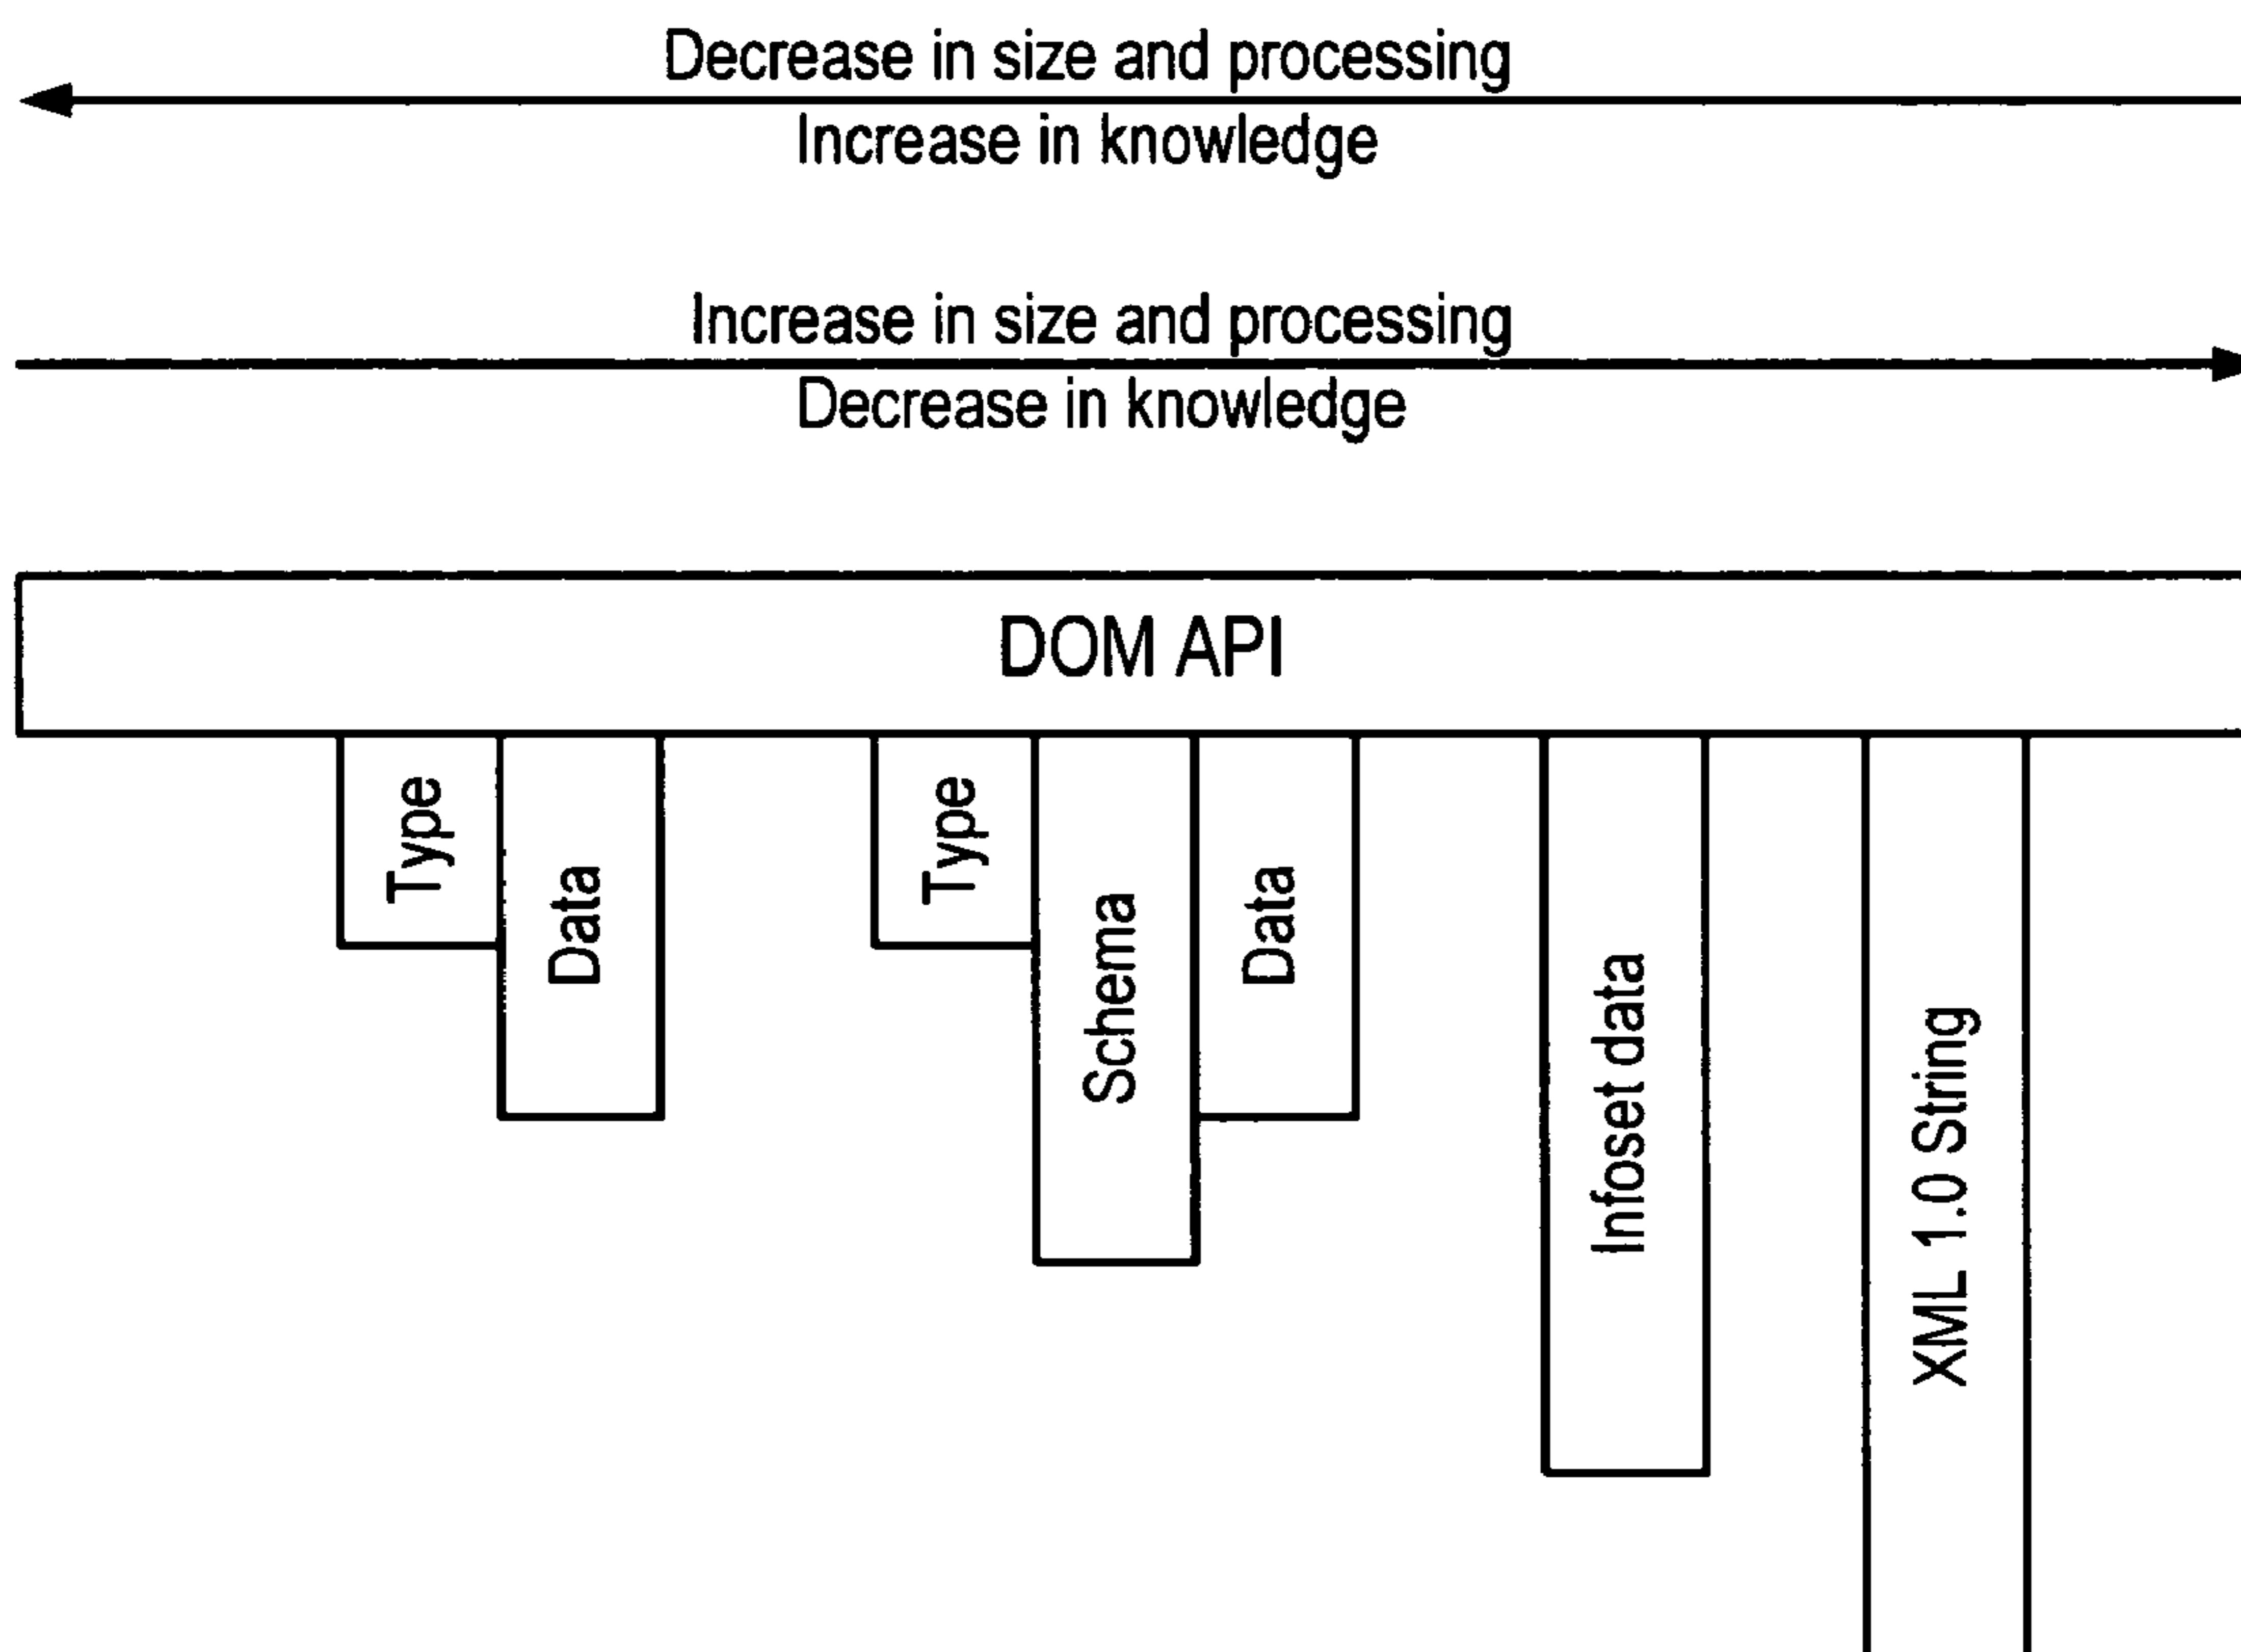 Decrease in size and processing
Increase in knowledge
Increase in size and processing
Decrease in knowledge
DOM API
Type
Data
Type
Schema
Data
Infoset data
XML 1.0 String